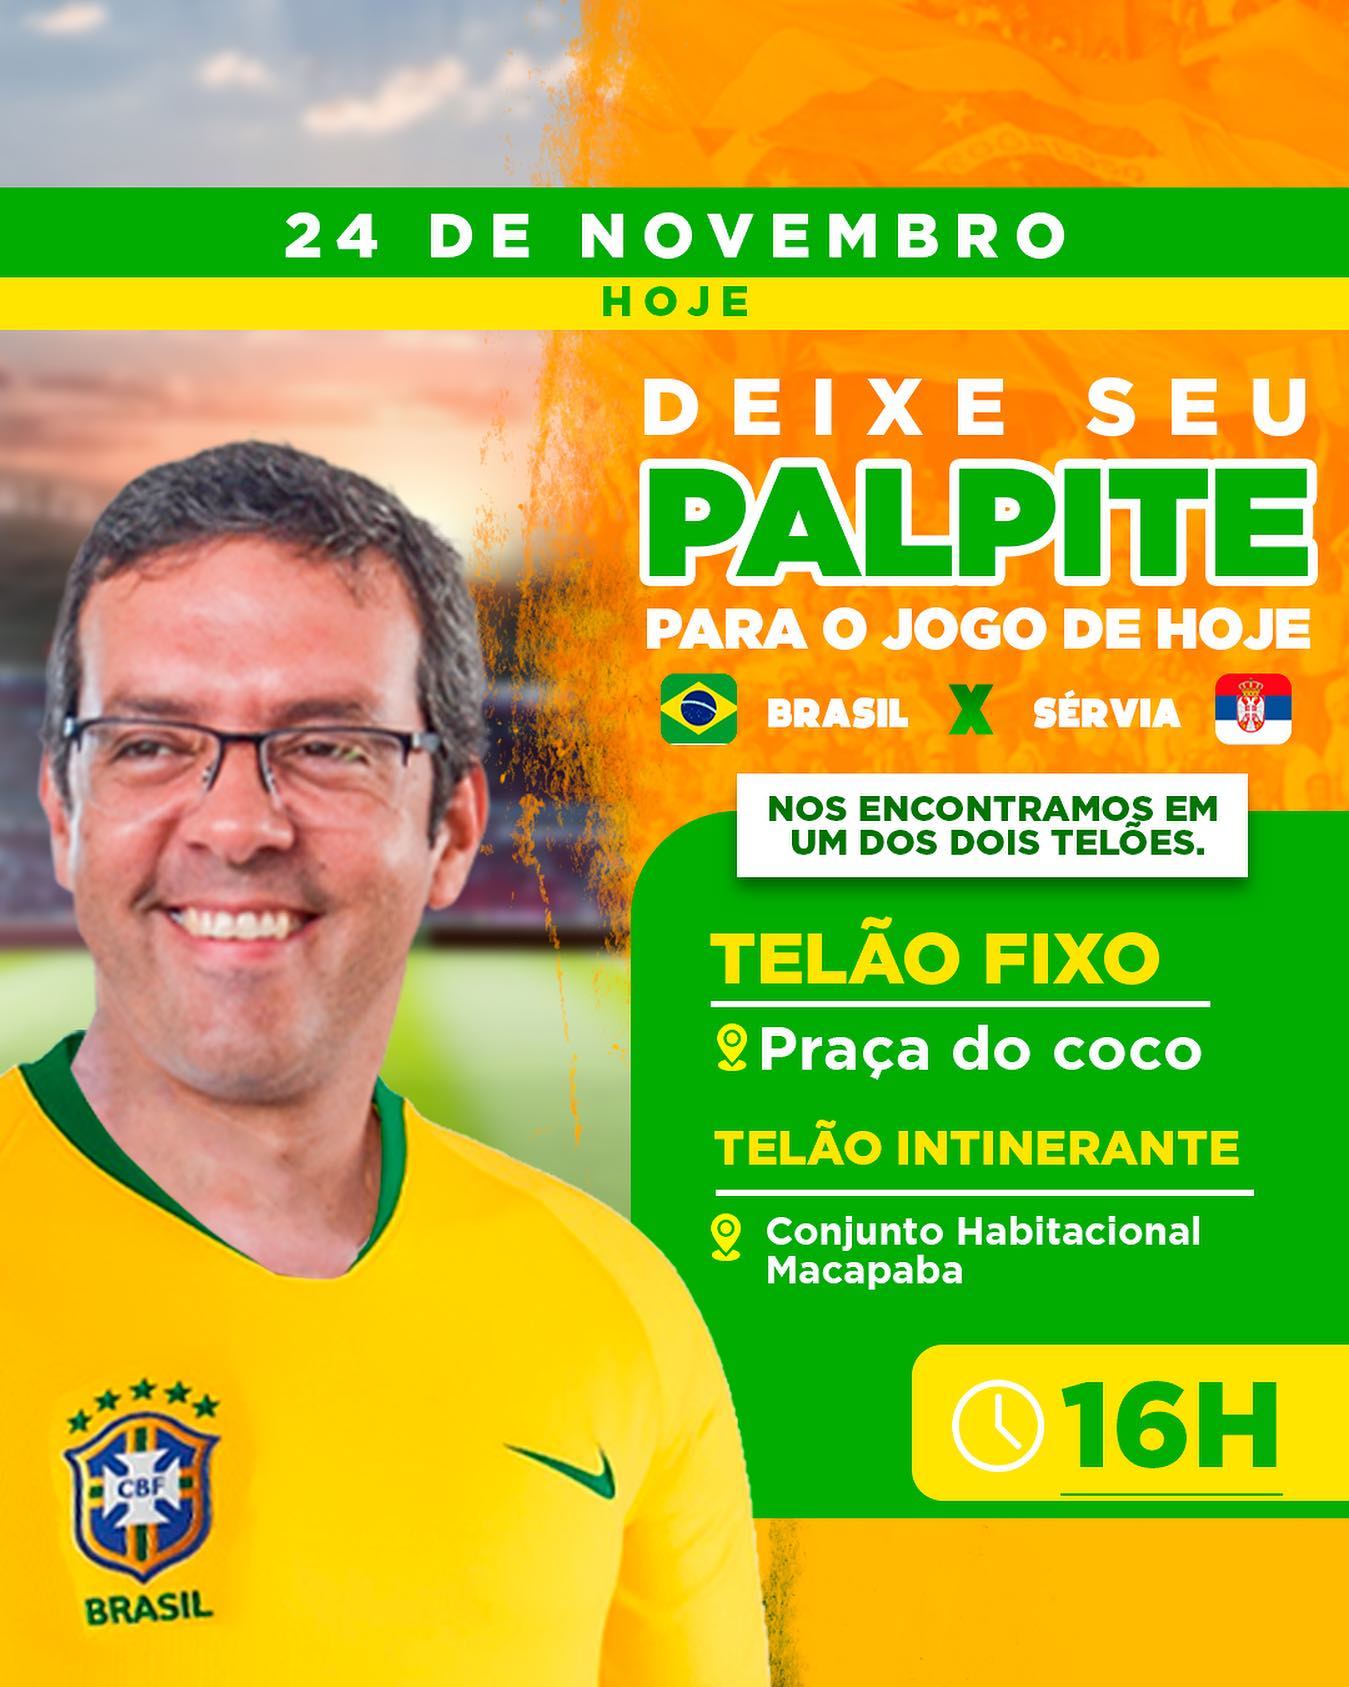 24 DE NOVEMBRO
HOJE
DEIXE SEU
PALPITE
PARA O JOGO DE HOJE
BRASIL X SÉRVIA
NOS ENCONTRAMOS EM
UM DOS DOIS TELÕES.
TELÃO FIXO
Praça do coco
TELÃO INTINERANTE
Conjunto Habitacional
Macapaba
16H
CBF
BRASIL